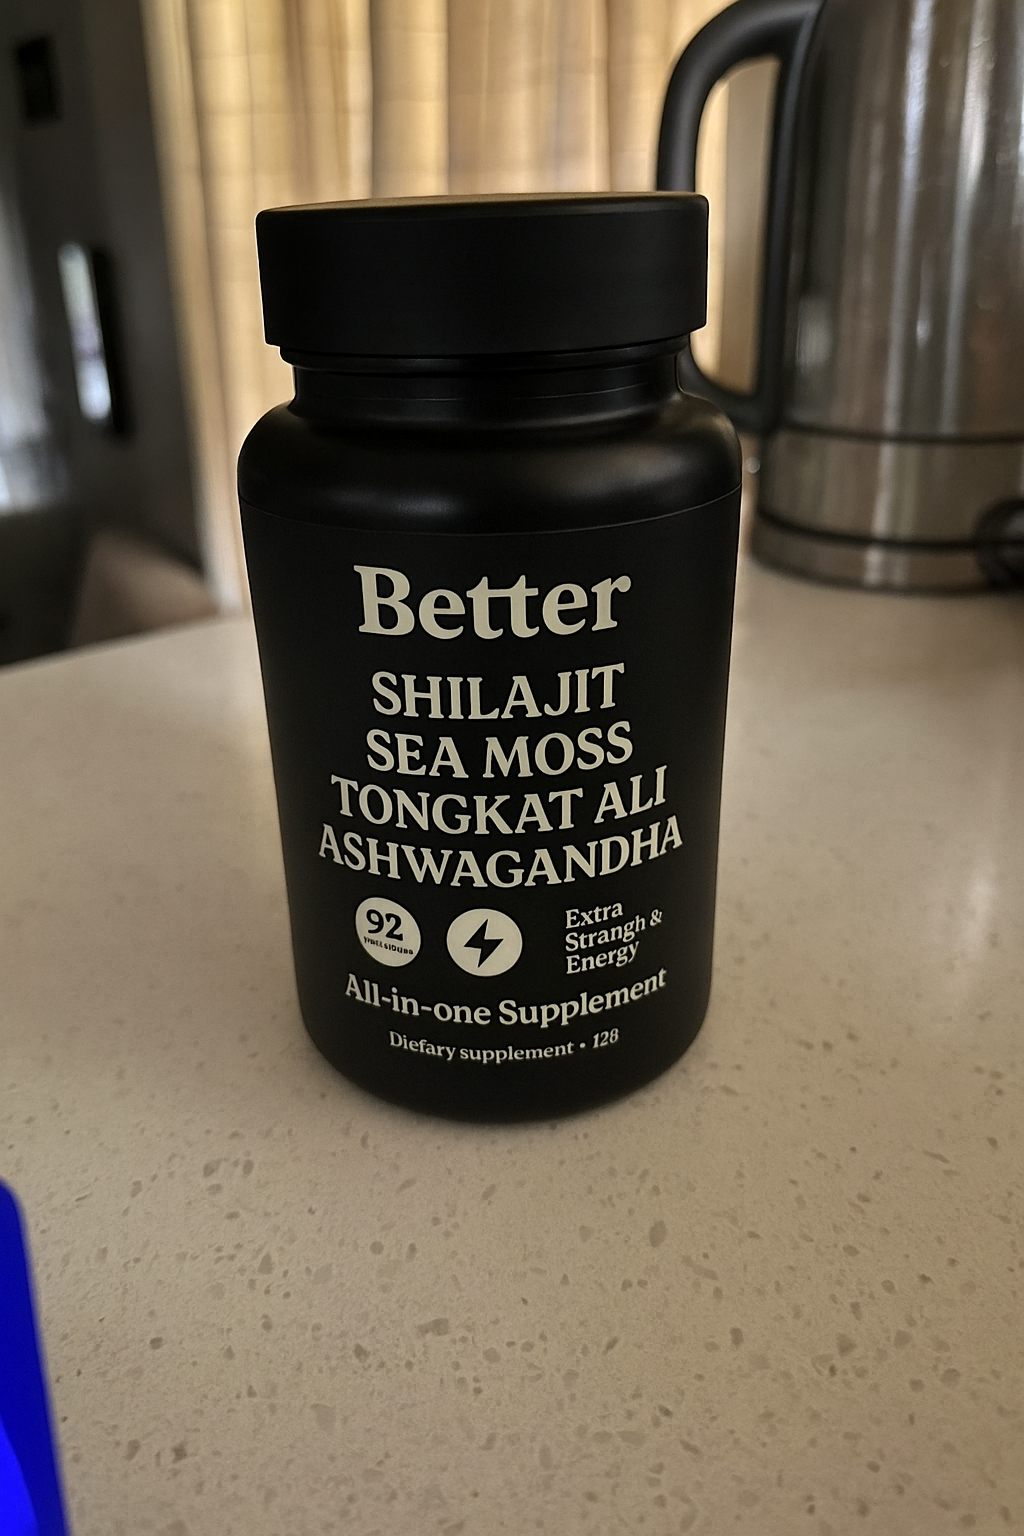 Better
SHILAJIT
SEA MOSS
TONGKAT ALI
ASHWAGANDHA
92
Extra
Strangh &
Energy
All-in-one Supplement
Diefary supplement • 128